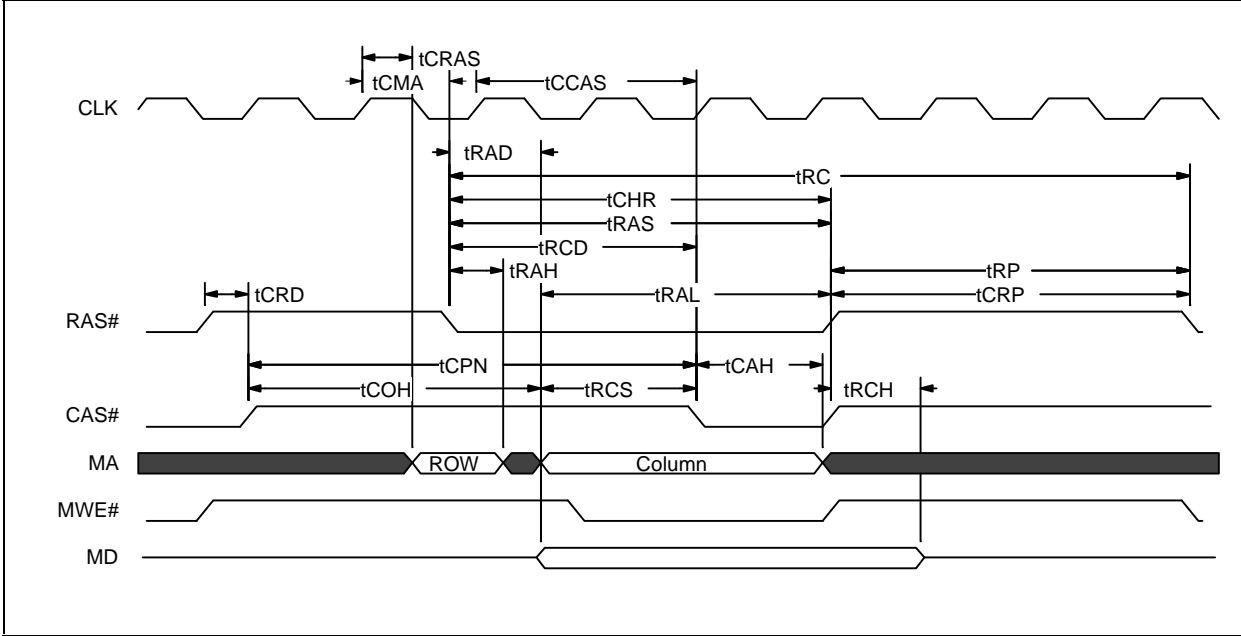 tCRAS
tCMA
tCCAS
CLK
tRAD
tRC
tCHR
tRAS
tRCD
tRAH
tRP
tCRD
tRAL
tCRP
RAS#
tCPN
tCAH
tCOH
tRCS
tRCH
CAS#
MA
ROW
Column
MWE#
MD